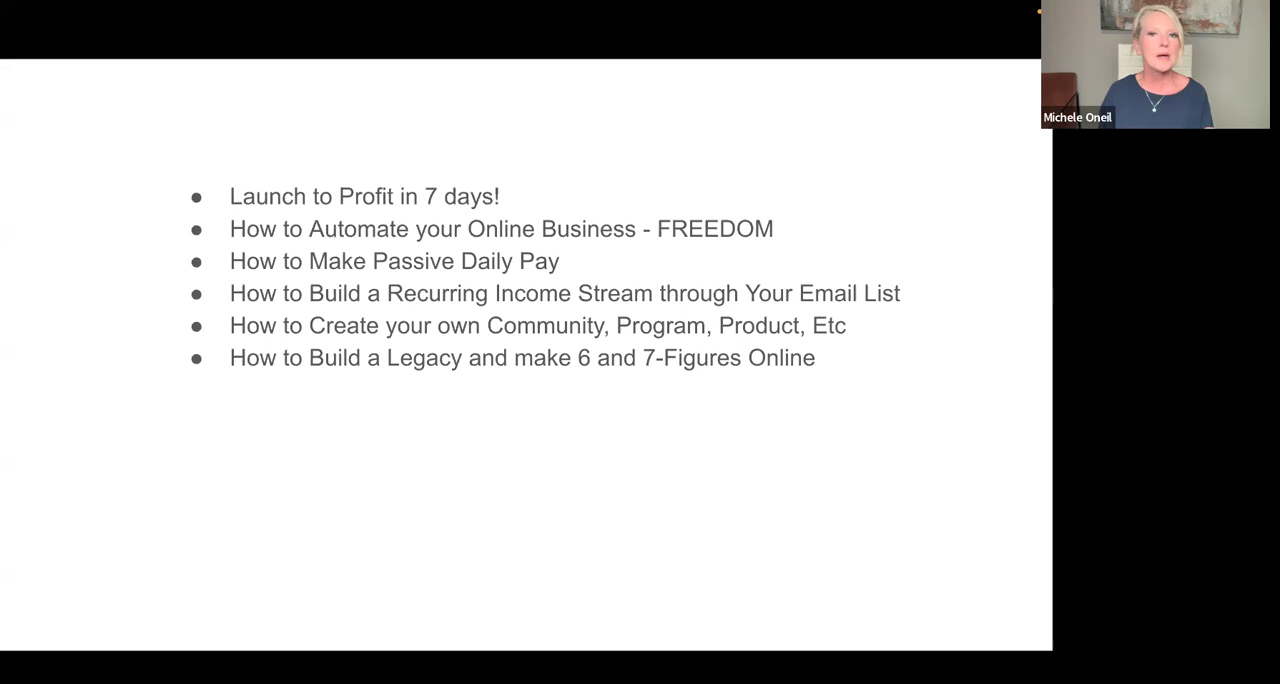 Michele Oneil
● Launch to Profit in 7 days!
● How to Automate your Online Business - FREEDOM
● How to Make Passive Daily Pay
● How to Build a Recurring Income Stream through Your Email List
● How to Create your own Community, Program, Product, Etc
● How to Build a Legacy and make 6 and 7-Figures Online